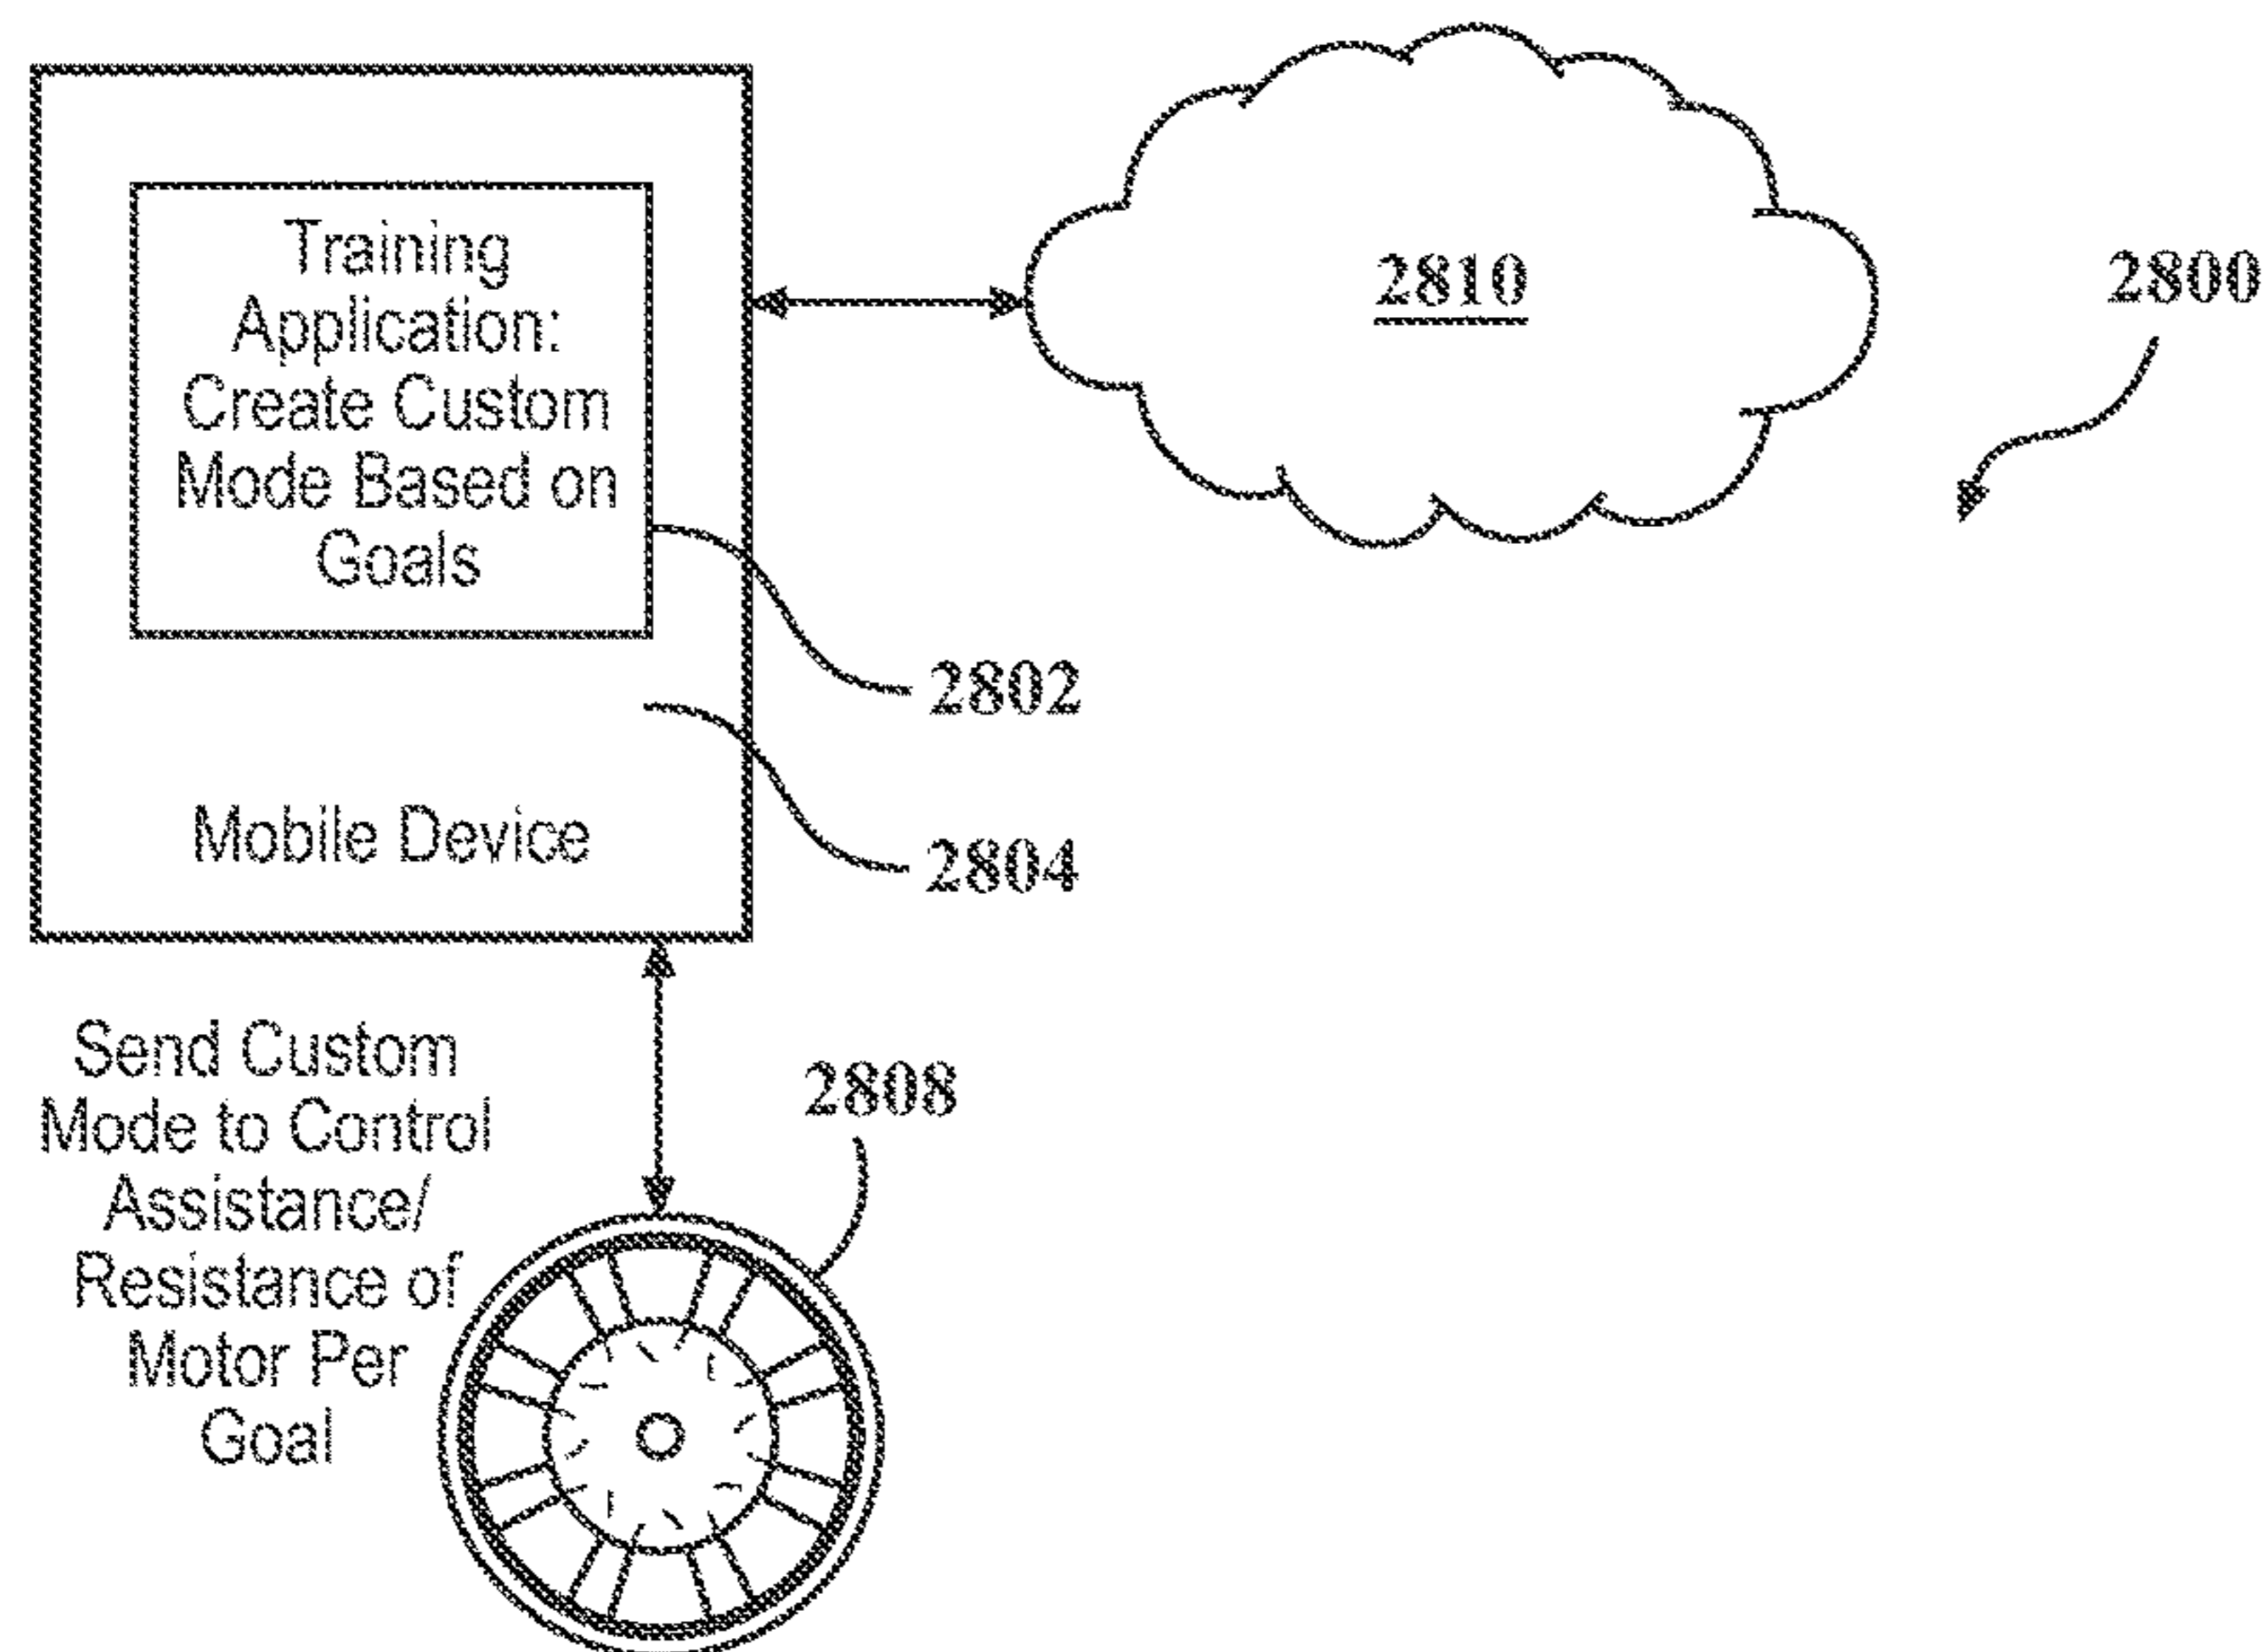 Training
Application:
Create Custom
Mode Based on
Goals
2810
2800
2802
Mobile Device
2804
Send Custom
Mode to Control
Assistance/
Resistance of
Motor Per
Goal
2808